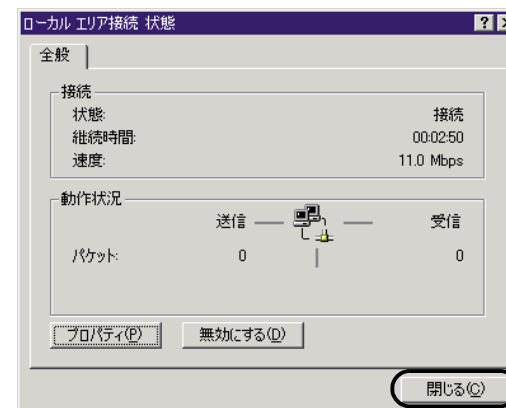 ローカル エリア接続 状態
全般
接続
状態: 接続
継続時間: 00:02:50
速度: 11.0 Mbps
動作状況
送信 受信
パケット: 0 0
プロパティ(P) 無効にする(D)
閉じる(C)